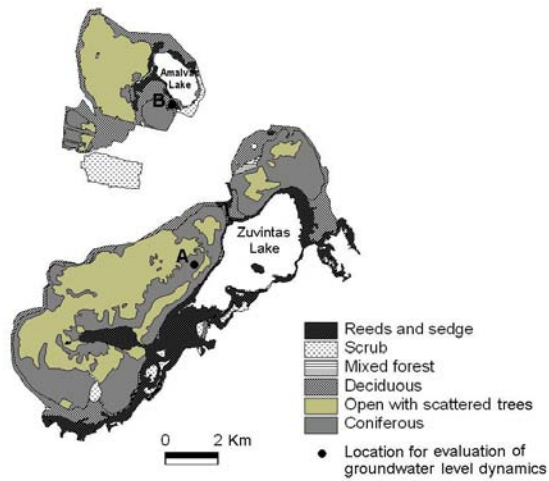 Amalvas
Lake
B
Zuvintas
Lake
A
Reeds and sedge
Scrub
Mixed forest
Deciduous
Open with scattered trees
Coniferous
Location for evaluation of
groundwater level dynamics
0 2 Km